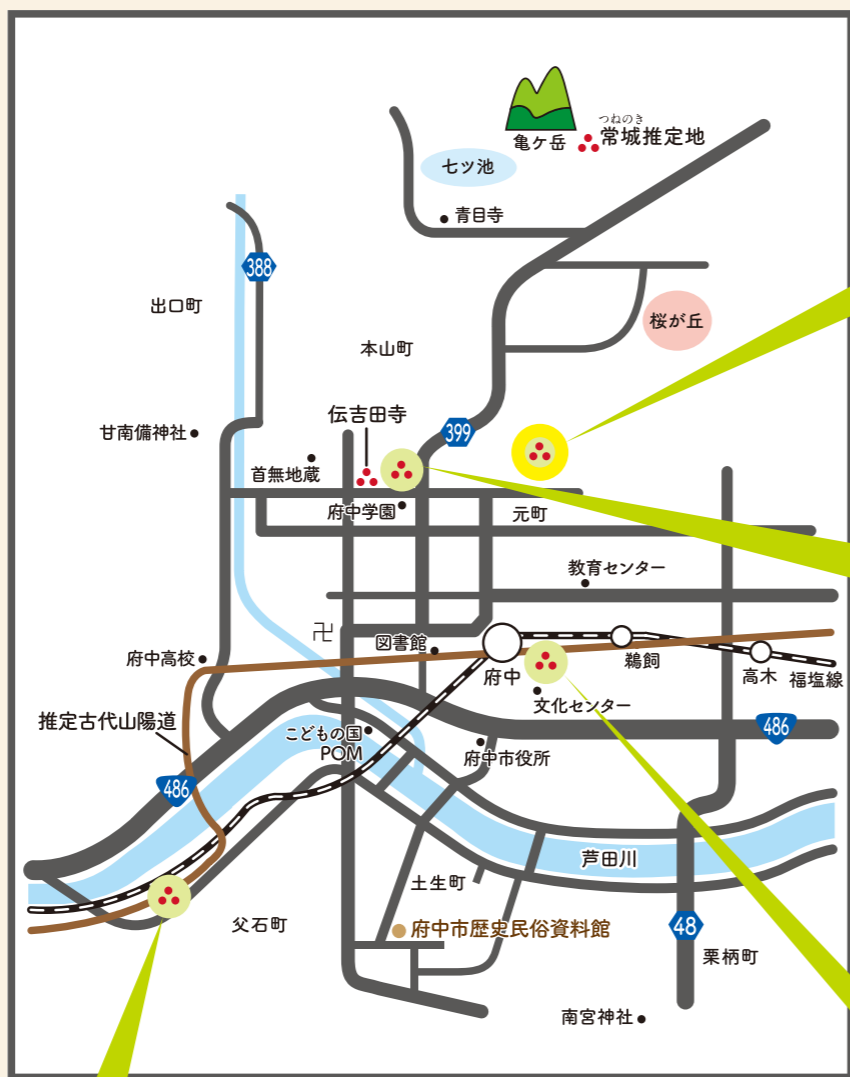 つねのき
亀ケ岳
常城推定地
七ツ池
青目寺
388
出口町
桜が丘
本山町
伝吉田寺
399
甘南備神社
首無地蔵
府中学園
元町
教育センター
卍
図書館
府中高校
府中
鵜飼
高木
福塩線
文化センター
推定古代山陽道
こどもの国
POM
府中市役所
486
486
芦田川
土生町
父石町
府中市歴史民俗資料館
48
栗柄町
南宮神社